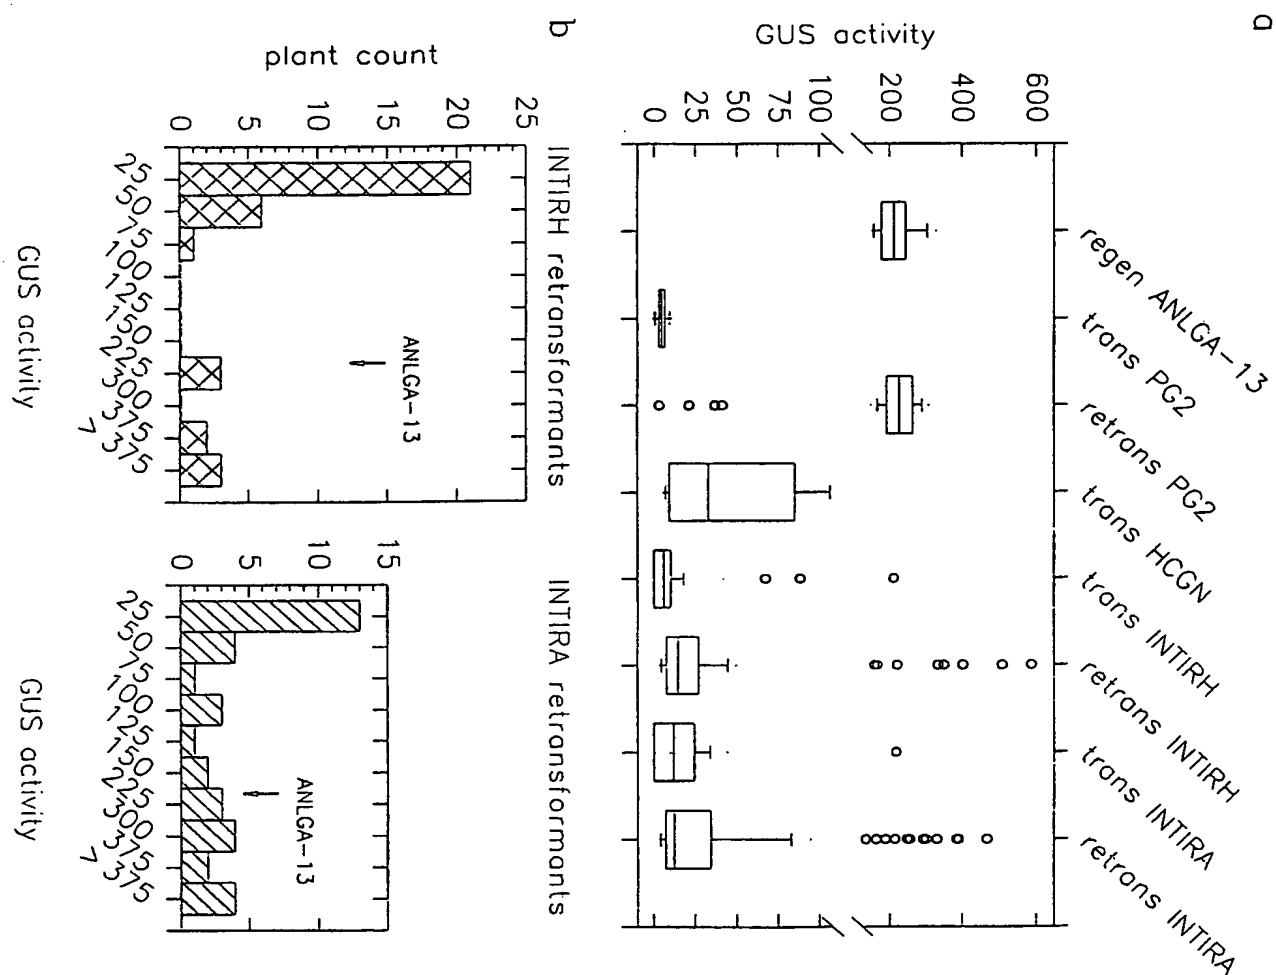 a
GUS activity
600
400
200
100
75
50
25
0
regen ANLGA-13
trans PG2
retrans PG2
trans HCGN
trans INTIRH
retrans INTIRH
trans INTIRA
retrans INTIRA
b
INTIRH retransformants
plant count
25
20
15
10
5
0
ANLGA-13
25
50
75
100
125
150
225
300
375
> 375
GUS activity
INTIRA retransformants
15
10
5
0
ANLGA-13
25
50
75
100
125
150
225
300
375
> 375
GUS activity